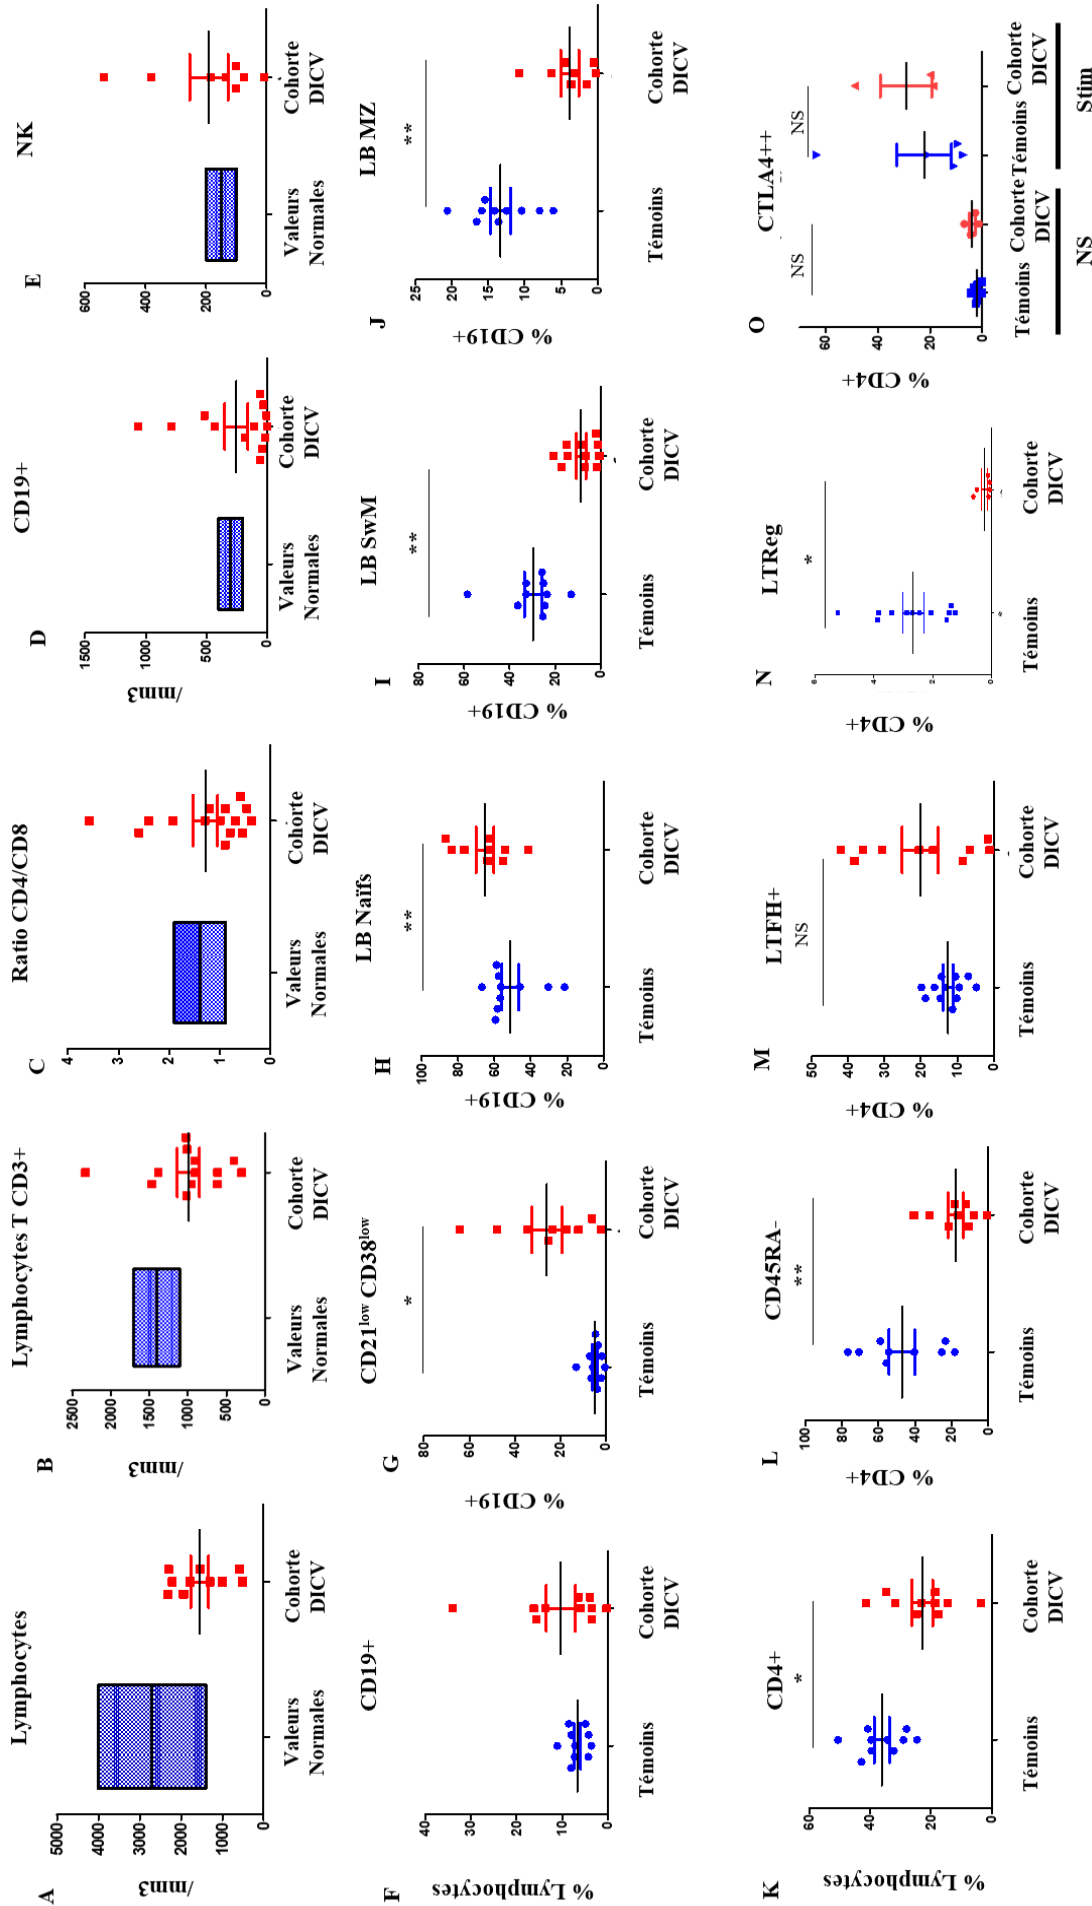 A
Lymphocytes
/mm3
5000
4000
3000
2000
1000
0
Valeurs
Normales
Cohorte
DICV
B
Lymphocytes T CD3+
/mm3
2500
2000
1500
1000
500
0
Valeurs
Normales
Cohorte
DICV
C
Ratio CD4/CD8
4
3
2
1
0
Valeurs
Normales
Cohorte
DICV
D
CD19+
/mm3
1500
1000
500
0
Valeurs
Normales
Cohorte
DICV
E
NK
600
400
200
0
Valeurs
Normales
Cohorte
DICV
F
CD19+
% Lymphocytes
40
30
20
10
0
Témoins
Cohorte
DICV
G
CD21low CD38low
*
% CD19+
80
60
40
20
0
Témoins
Cohorte
DICV
H
LB Naïfs
**
% CD19+
100
80
60
40
20
0
Témoins
Cohorte
DICV
I
LB SwM
**
% CD19+
80
60
40
20
0
Témoins
Cohorte
DICV
J
LB MZ
**
% CD19+
25
20
15
10
5
0
Témoins
Cohorte
DICV
K
CD4+
*
% Lymphocytes
60
40
20
0
Témoins
Cohorte
DICV
L
CD45RA-
**
% CD4+
100
80
60
40
20
0
Témoins
Cohorte
DICV
M
LTFH+
NS
% CD4+
50
40
30
20
10
0
Témoins
Cohorte
DICV
N
LTReg
*
% CD4+
6
4
2
0
Témoins
Cohorte
DICV
O
CTLA4++
NS
NS
% CD4+
60
40
20
0
Témoins
Cohorte
DICV
Témoins
Cohorte
DICV
NS
Stim